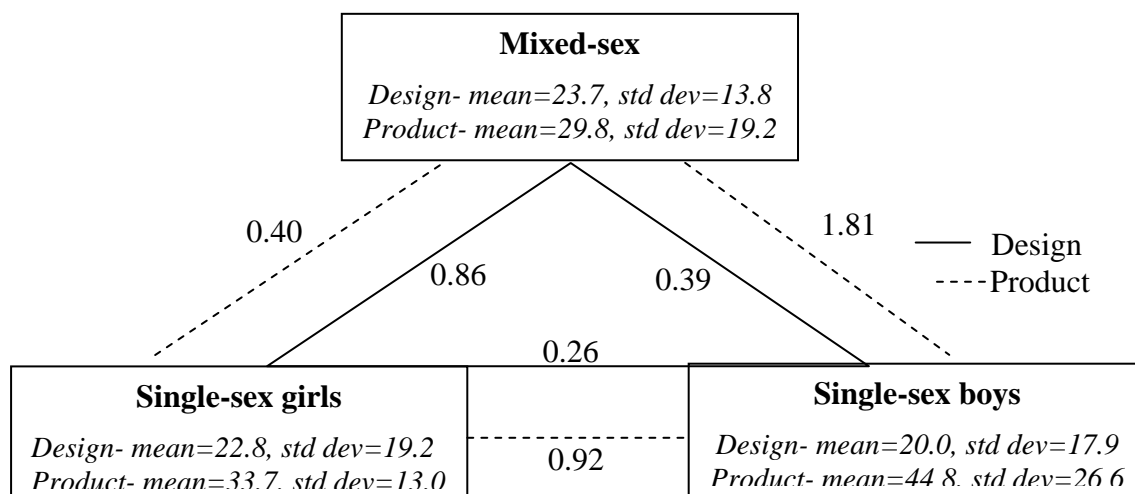 Mixed-sex
Design- mean=23.7, std dev=13.8
Product- mean=29.8, std dev=19.2
0.40
1.81
Design
0.86
0.39
Product
0.26
Single-sex girls
Design- mean=22.8, std dev=19.2
Product- mean=33.7, std dev=13.0
0.92
Single-sex boys
Design- mean=20.0, std dev=17.9
Product- mean=44.8, std dev=26.6